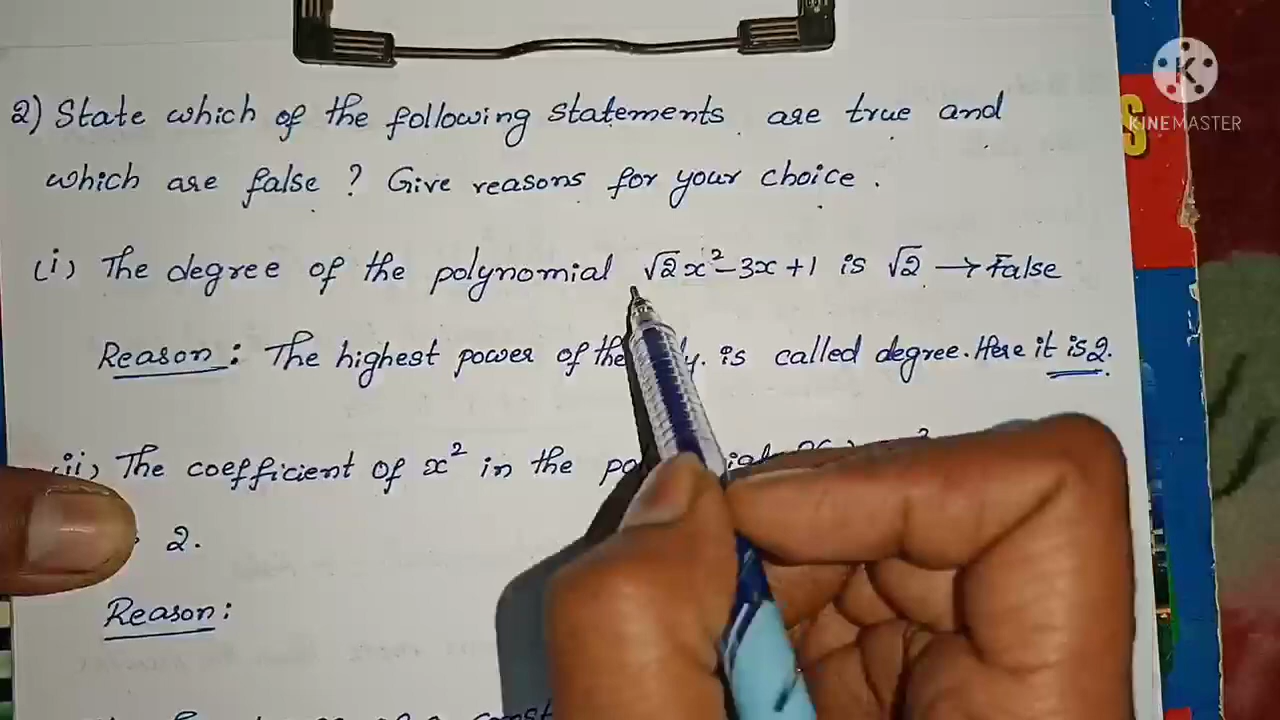 2) State which of the following statements are true and
which are false ? Give reasons for your choice .
(i) The degree of the polynomial √2x²-3x+1 is √2 → False
Reason: The highest power of the is called degree. Here it is 2.
(ii) The coefficient of x² in the
2.
Reason:
KINEMASTER